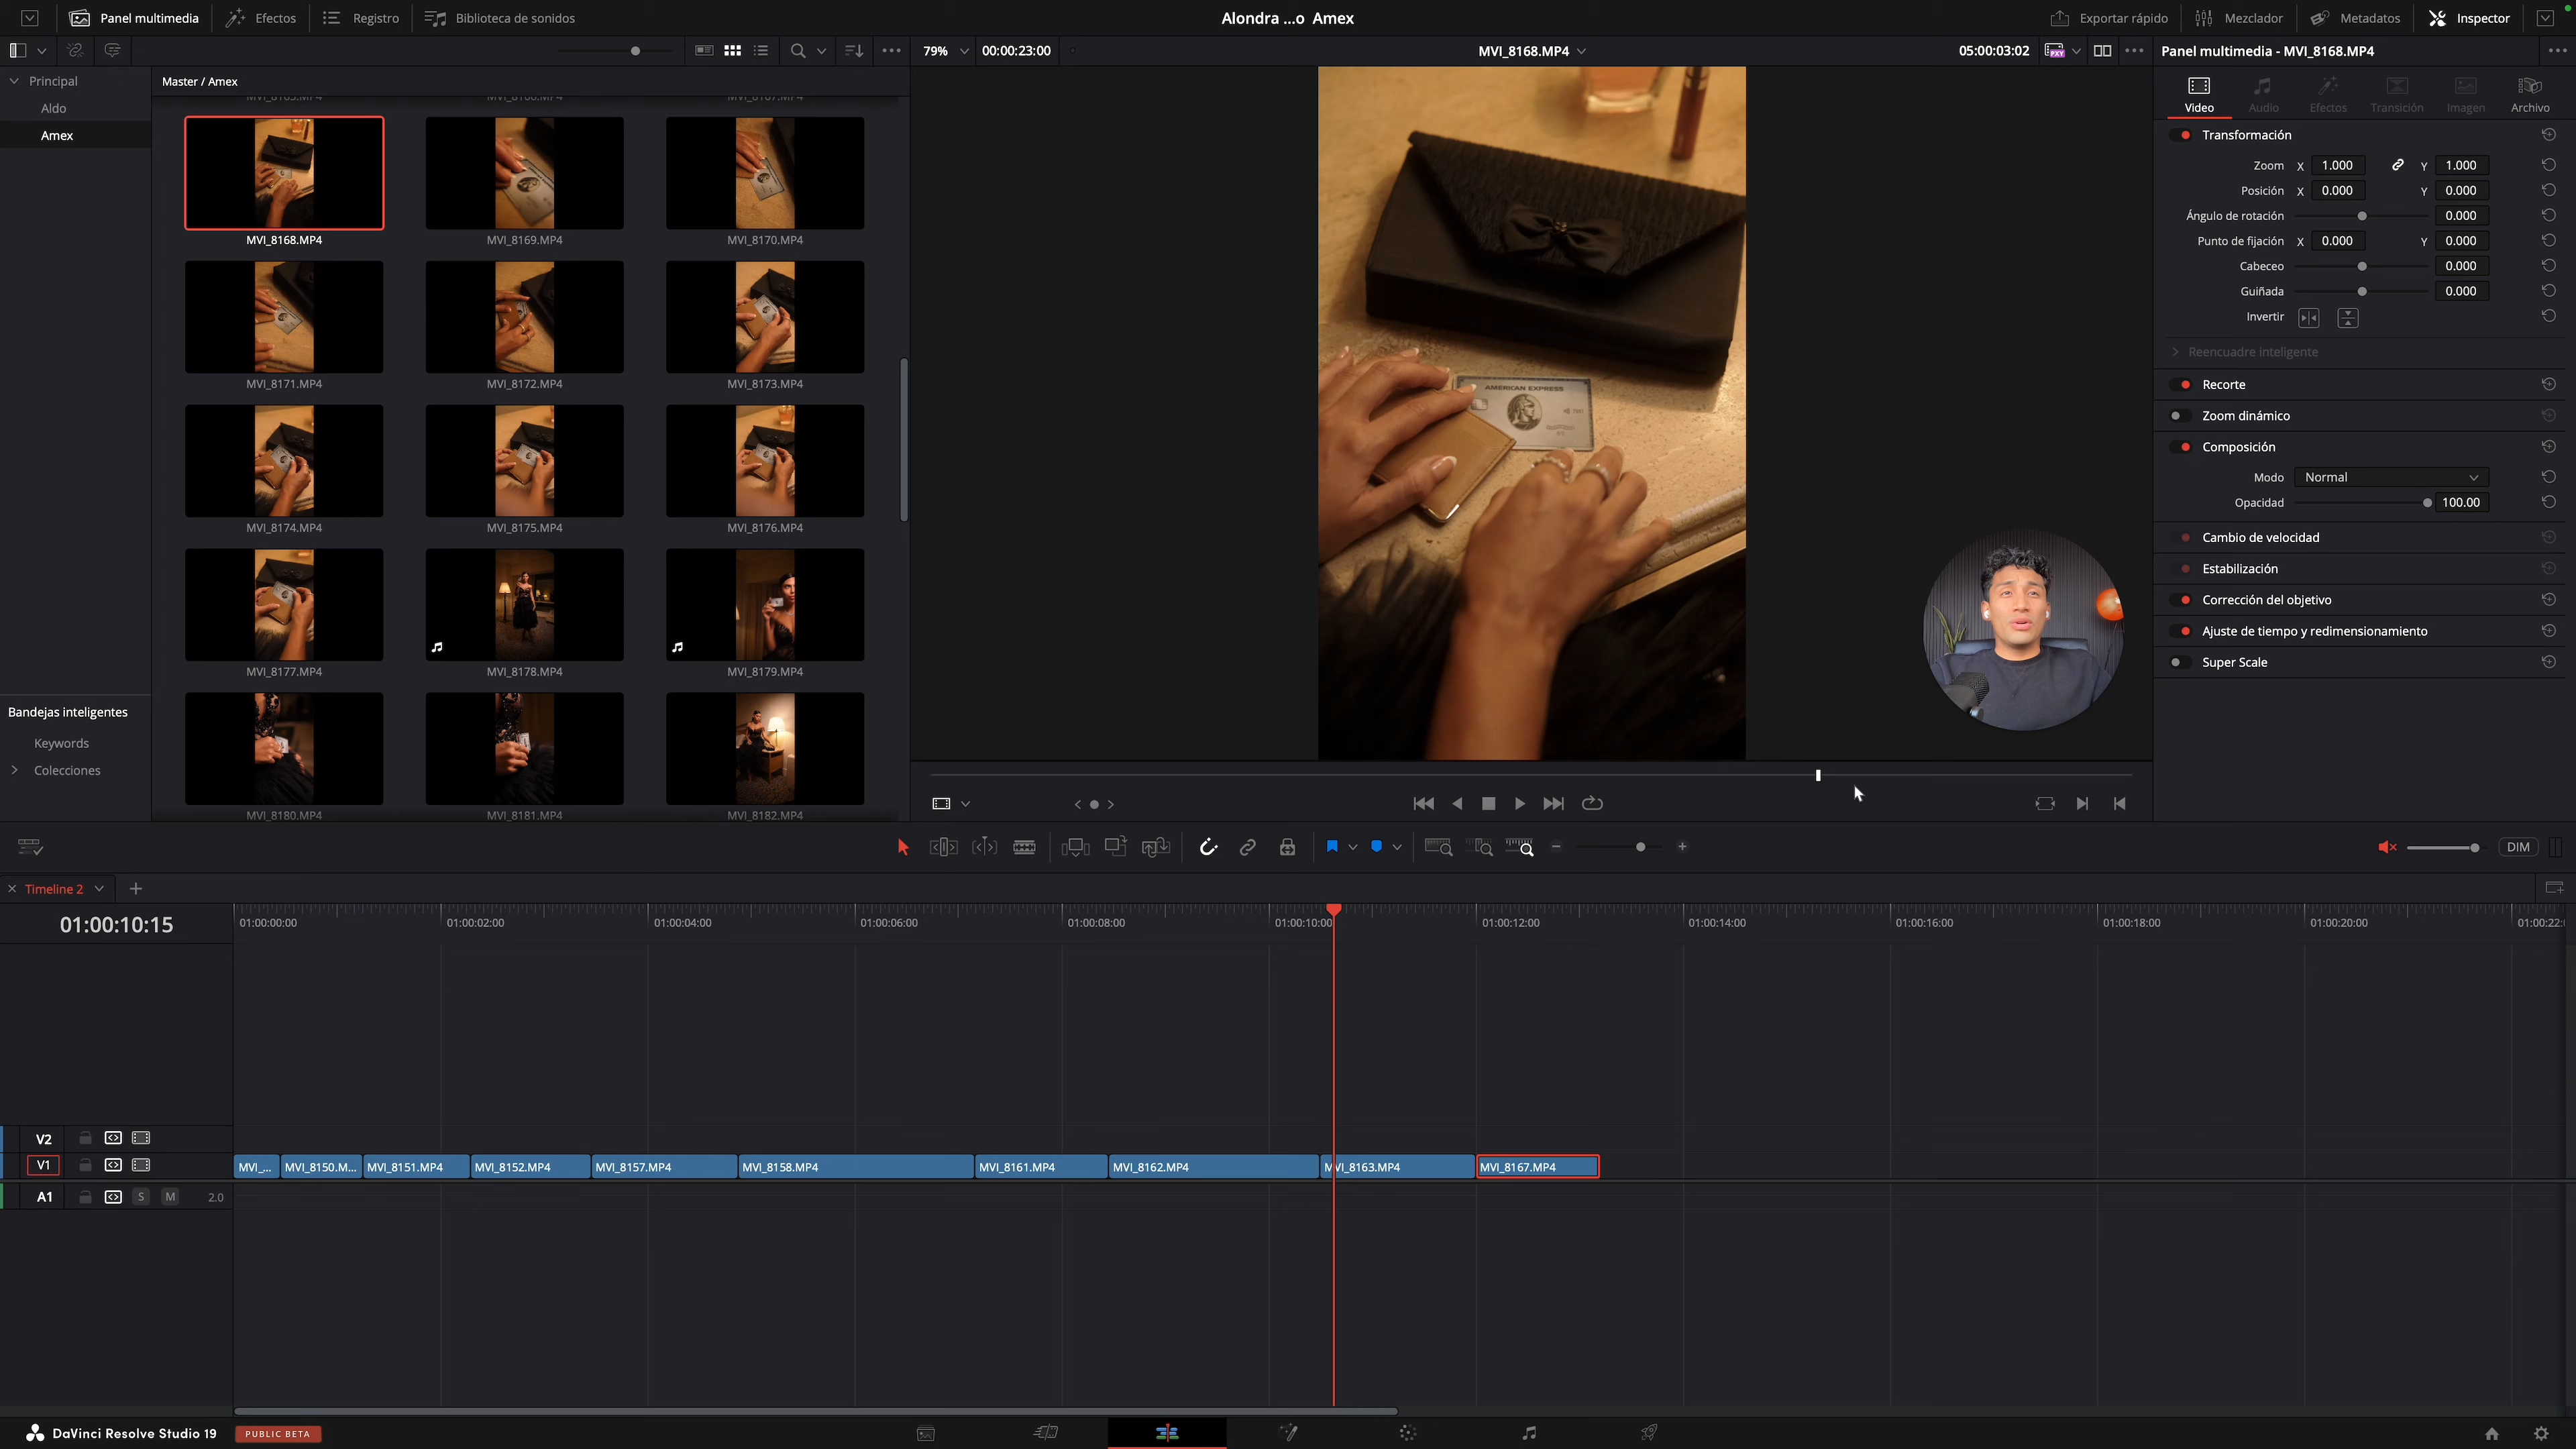 Panel multimedia
Efectos
Registro
Biblioteca de sonidos
Alondra ...o Amex
Exportar rápido
Mezclador
Metadatos
Inspector
79%
00:00:23:00
MVI_8168.MP4
05:00:03:02
PXY
Panel multimedia - MVI_8168.MP4
Principal
Aldo
Amex
Master / Amex
MVI_8168.MP4
MVI_8169.MP4
MVI_8170.MP4
MVI_8171.MP4
MVI_8172.MP4
MVI_8173.MP4
MVI_8174.MP4
MVI_8175.MP4
MVI_8176.MP4
MVI_8177.MP4
MVI_8178.MP4
MVI_8179.MP4
MVI_8180.MP4
MVI_8181.MP4
MVI_8182.MP4
Bandejas inteligentes
Keywords
Colecciones
AMERICAN EXPRESS
Video
Audio
Efectos
Transición
Imagen
Archivo
Transformación
Zoom X 1.000 Y 1.000
Posición X 0.000 Y 0.000
Ángulo de rotación 0.000
Punto de fijación X 0.000 Y 0.000
Cabeceo 0.000
Guiñada 0.000
Invertir
Reencuadre inteligente
Recorte
Zoom dinámico
Composición
Modo Normal
Opacidad 100.00
Cambio de velocidad
Estabilización
Corrección del objetivo
Ajuste de tiempo y redimensionamiento
Super Scale
DIM
Timeline 2
01:00:10:15
01:00:00:00
01:00:02:00
01:00:04:00
01:00:06:00
01:00:08:00
01:00:10:00
01:00:12:00
01:00:14:00
01:00:16:00
01:00:18:00
01:00:20:00
01:00:22:
V2
V1
MVI_...
MVI_8150.M...
MVI_8151.MP4
MVI_8152.MP4
MVI_8157.MP4
MVI_8158.MP4
MVI_8161.MP4
MVI_8162.MP4
MVI_8163.MP4
MVI_8167.MP4
A1
S
M
2.0
DaVinci Resolve Studio 19
PUBLIC BETA